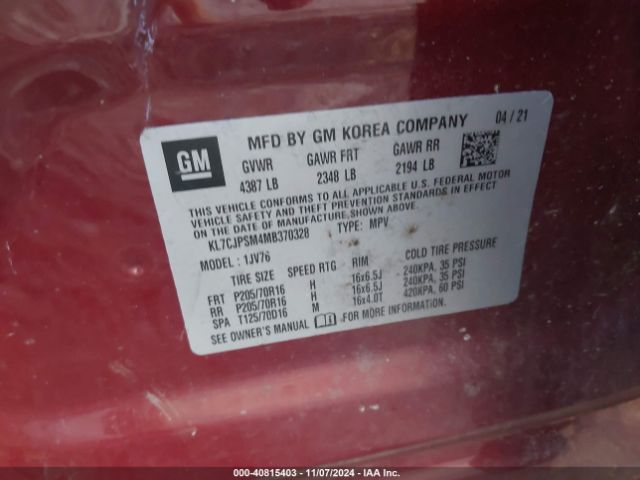 GM
MFD BY GM KOREA COMPANY 04/21
GVWR GAWR FRT GAWR RR
4387 LB 2348 LB 2194 LB
THIS VEHICLE CONFORMS TO ALL APPLICABLE U.S. FEDERAL MOTOR
VEHICLE SAFETY AND THEFT PREVENTION STANDARDS IN EFFECT
ON THE DATE OF MANUFACTURE SHOWN ABOVE.
KL7CJPSM4MB370328 TYPE: MPV
MODEL: 1JV76
TIRE SIZE SPEED RTG RIM COLD TIRE PRESSURE
FRT P205/70R16 H 16x6.5J 240KPA, 35 PSI
RR P205/70R16 H 16x6.5J 240KPA, 35 PSI
SPA T125/70D16 M 16x4.0T 420KPA, 60 PSI
SEE OWNER'S MANUAL FOR MORE INFORMATION.
000-40815403 - 11/07/2024 - IAA Inc.